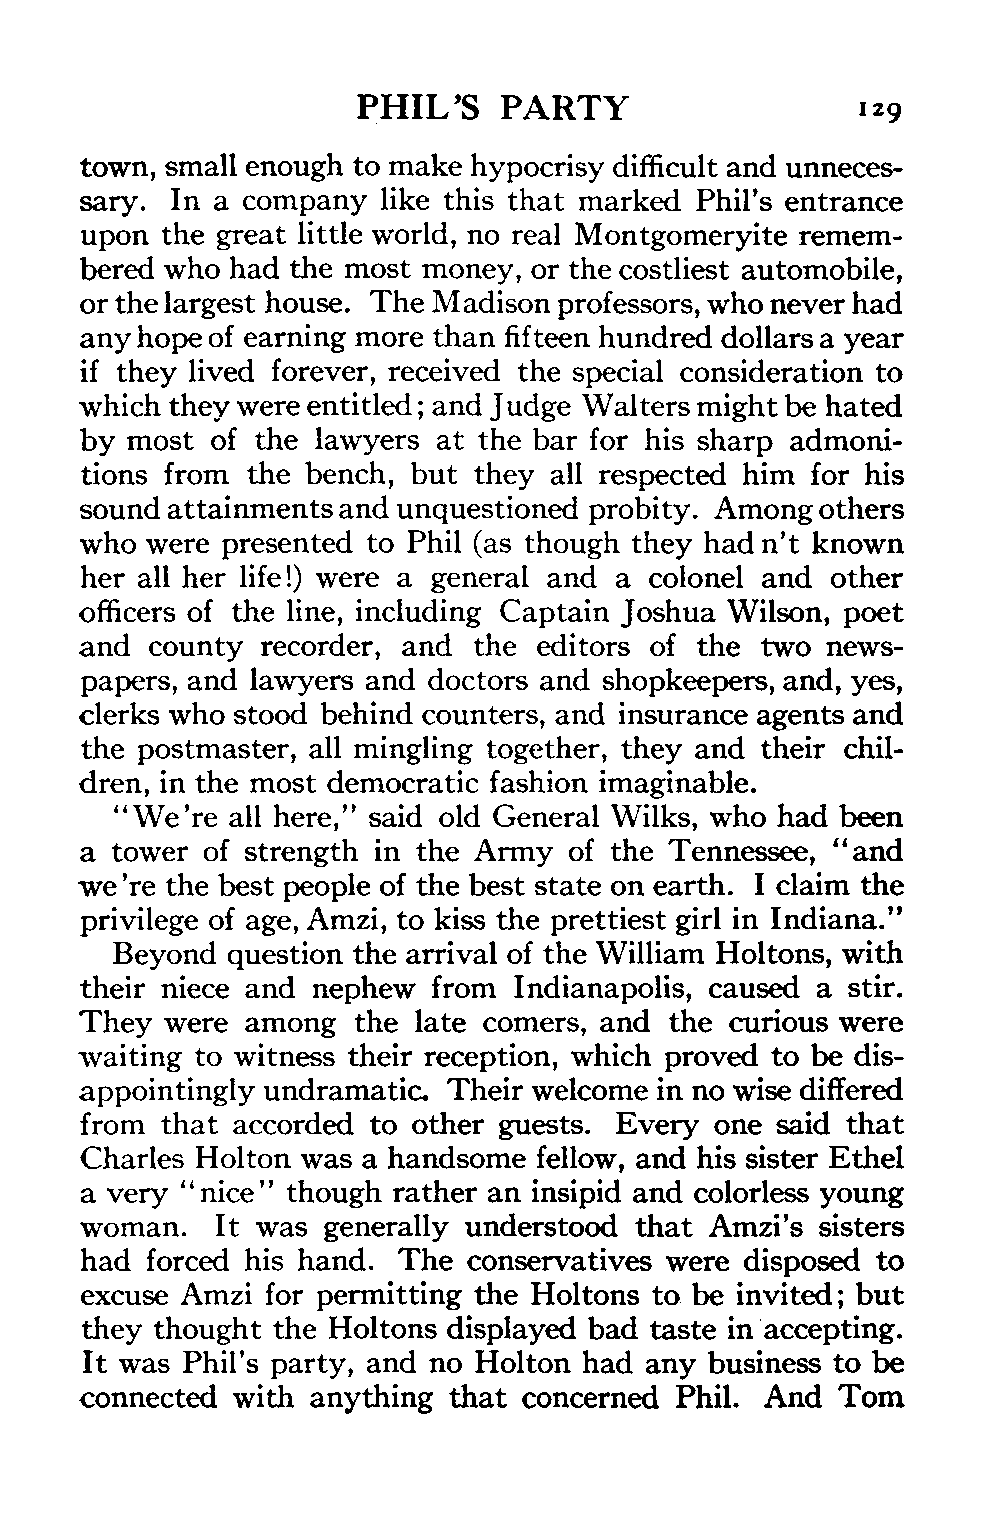 PHIL'S PARTY 129
town, small enough to make hypocrisy difficult and unneces-
sary. In a company like this that marked Phil's entrance
upon the great little world, no real Montgomeryite remem-
bered who had the most money, or the costliest automobile,
or the largest house. The Madison professors, who never had
any hope of earning more than fifteen hundred dollars a year
if they lived forever, received the special consideration to
which they were entitled; and Judge Walters might be hated
by most of the lawyers at the bar for his sharp admoni-
tions from the bench, but they all respected him for his
sound attainments and unquestioned probity. Among others
who were presented to Phil (as though they had n't known
her all her life!) were a general and a colonel and other
officers of the line, including Captain Joshua Wilson, poet
and county recorder, and the editors of the two news-
papers, and lawyers and doctors and shopkeepers, and, yes,
clerks who stood behind counters, and insurance agents and
the postmaster, all mingling together, they and their chil-
dren, in the most democratic fashion imaginable.
"We 're all here," said old General Wilks, who had been
a tower of strength in the Army of the Tennessee, "and
we 're the best people of the best state on earth. I claim the
privilege of age, Amzi, to kiss the prettiest girl in Indiana."
Beyond question the arrival of the William Holtons, with
their niece and nephew from Indianapolis, caused a stir.
They were among the late comers, and the curious were
waiting to witness their reception, which proved to be dis-
appointingly undramatic. Their welcome in no wise differed
from that accorded to other guests. Every one said that
Charles Holton was a handsome fellow, and his sister Ethel
a very "nice" though rather an insipid and colorless young
woman. It was generally understood that Amzi's sisters
had forced his hand. The conservatives were disposed to
excuse Amzi for permitting the Holtons to be invited; but
they thought the Holtons displayed bad taste in accepting.
It was Phil's party, and no Holton had any business to be
connected with anything that concerned Phil. And Tom